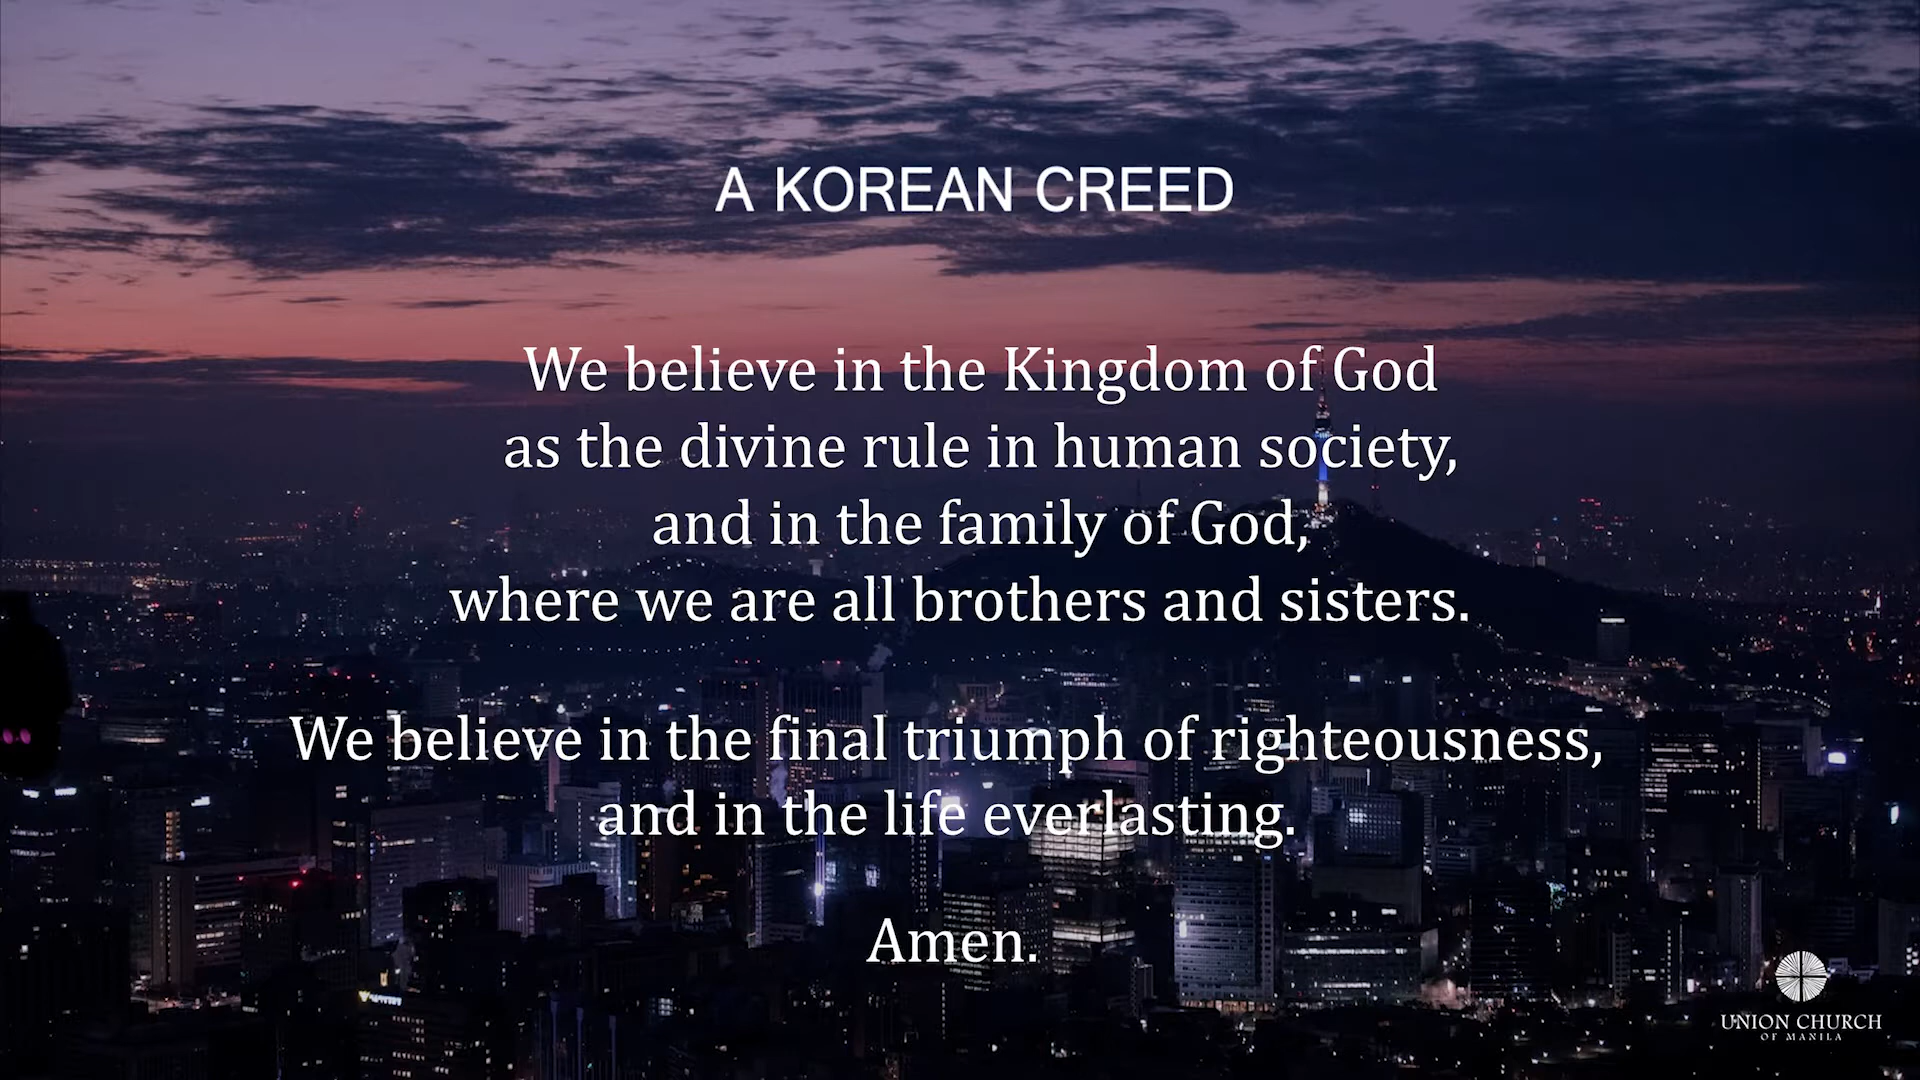 A KOREAN CREED
We believe in the Kingdom of God
as the divine rule in human society,
and in the family of God,
where we are all brothers and sisters.
We believe in the final triumph of righteousness,
and in the life everlasting.
Amen.
UNION CHURCH
OF MANILA